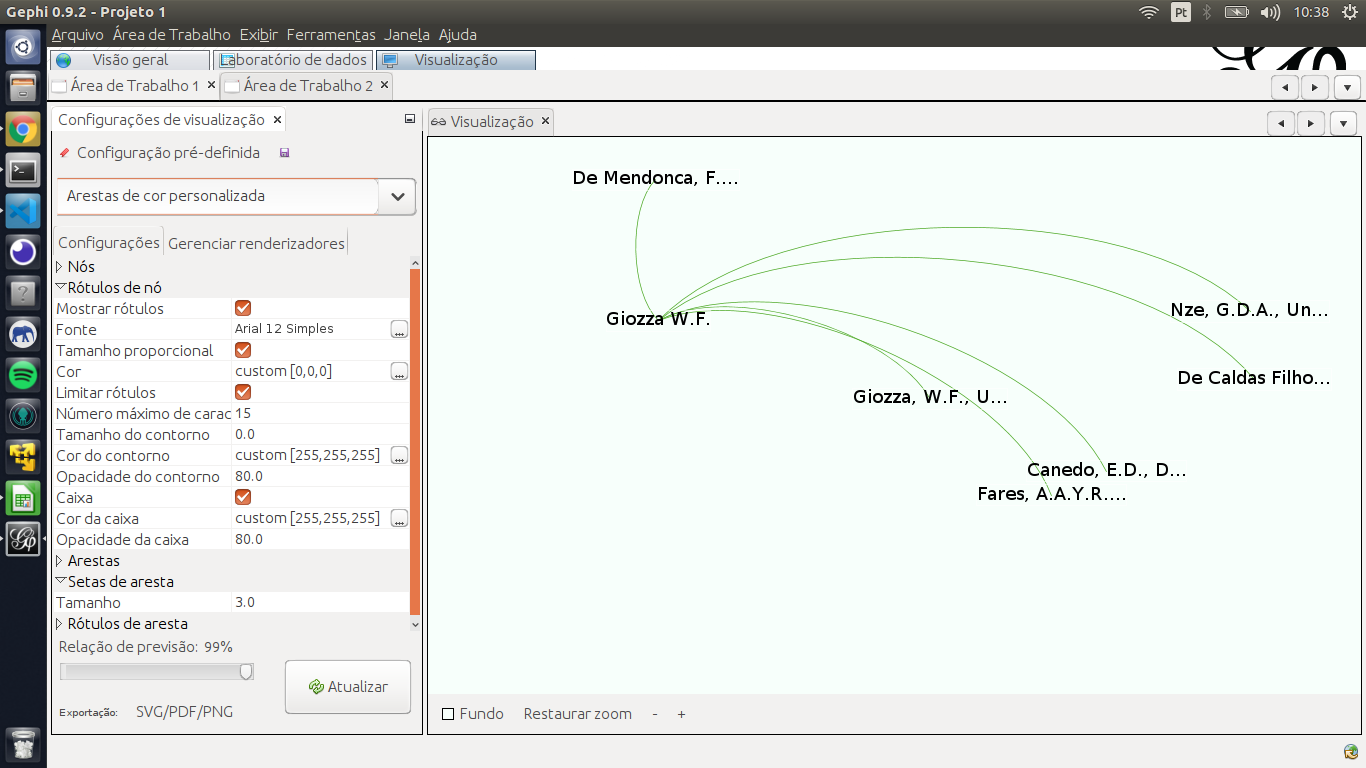 Gephi 0.9.2 - Projeto 1
Pt
10:38
Arquivo Área de Trabalho Exibir Ferramentas Janela Ajuda
Visão geral
Laboratório de dados
Visualização
Área de Trabalho 1
Área de Trabalho 2
Configurações de visualização
Visualização
Configuração pré-definida
Arestas de cor personalizada
Configurações
Gerenciar renderizadores
Nós
Rótulos de nó
Mostrar rótulos
Fonte Arial 12 Simples ...
Tamanho proporcional
Cor custom [0,0,0] ...
Limitar rótulos
Número máximo de carac 15
Tamanho do contorno 0.0
Cor do contorno custom [255,255,255] ...
Opacidade do contorno 80.0
Caixa
Cor da caixa custom [255,255,255] ...
Opacidade da caixa 80.0
Arestas
Setas de aresta
Tamanho 3.0
Rótulos de aresta
Relação de previsão: 99%
Atualizar
Exportação: SVG/PDF/PNG
De Mendonca, F....
Giozza W.F.
Nze, G.D.A., Un...
De Caldas Filho...
Giozza, W.F., U...
Canedo, E.D., D...
Fares, A.A.Y.R....
Fundo Restaurar zoom - +